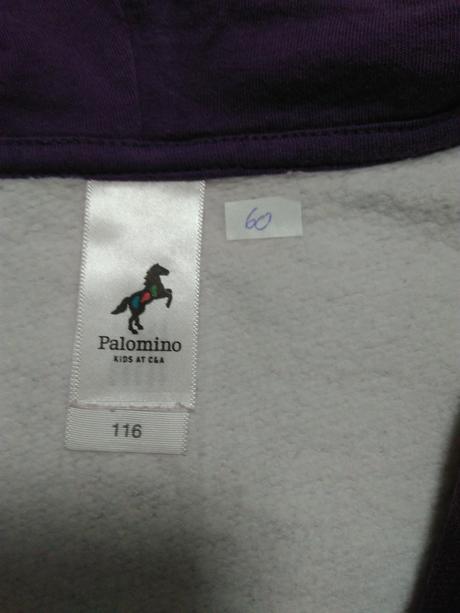 60
Palomino
KIDS AT C&A
116